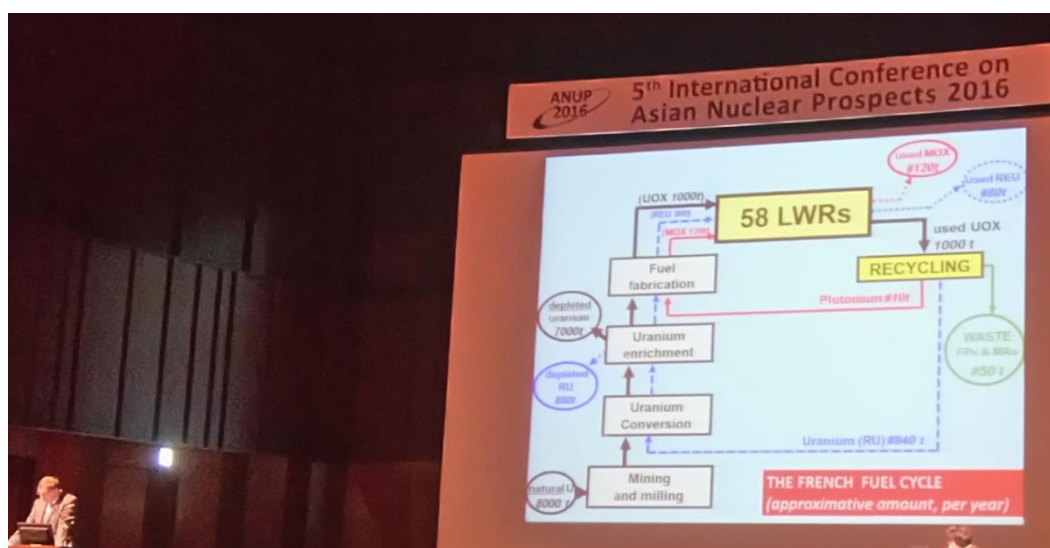 ANUP
2016
5th International Conference on
Asian Nuclear Prospects 2016
used MOX
#120t
used REU
#80t
(UOX 1000t)
(REU 80t)
(MOX 120t)
58 LWRs
used UOX
1000 t
RECYCLING
Fuel
fabrication
Plutonium #10t
depleted
uranium
7000t
Uranium
enrichment
WASTE
FPs & MAs
#50 t
depleted
RU
Uranium
Conversion
Uranium (RU) #940 t
natural U
8000 t
Mining
and milling
THE FRENCH FUEL CYCLE
(approximative amount, per year)